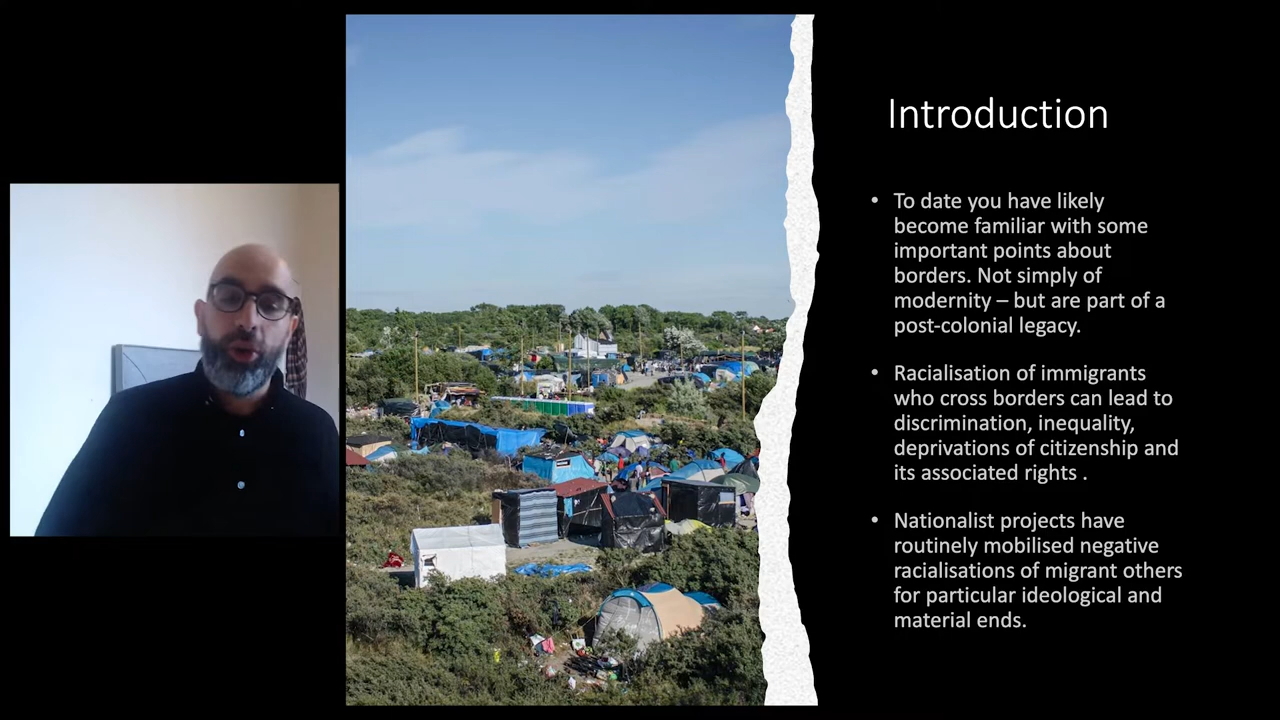 Introduction
• To date you have likely
become familiar with some
important points about
borders. Not simply of
modernity – but are part of a
post-colonial legacy.
• Racialisation of immigrants
who cross borders can lead to
discrimination, inequality,
deprivations of citizenship and
its associated rights .
• Nationalist projects have
routinely mobilised negative
racialisations of migrant others
for particular ideological and
material ends.